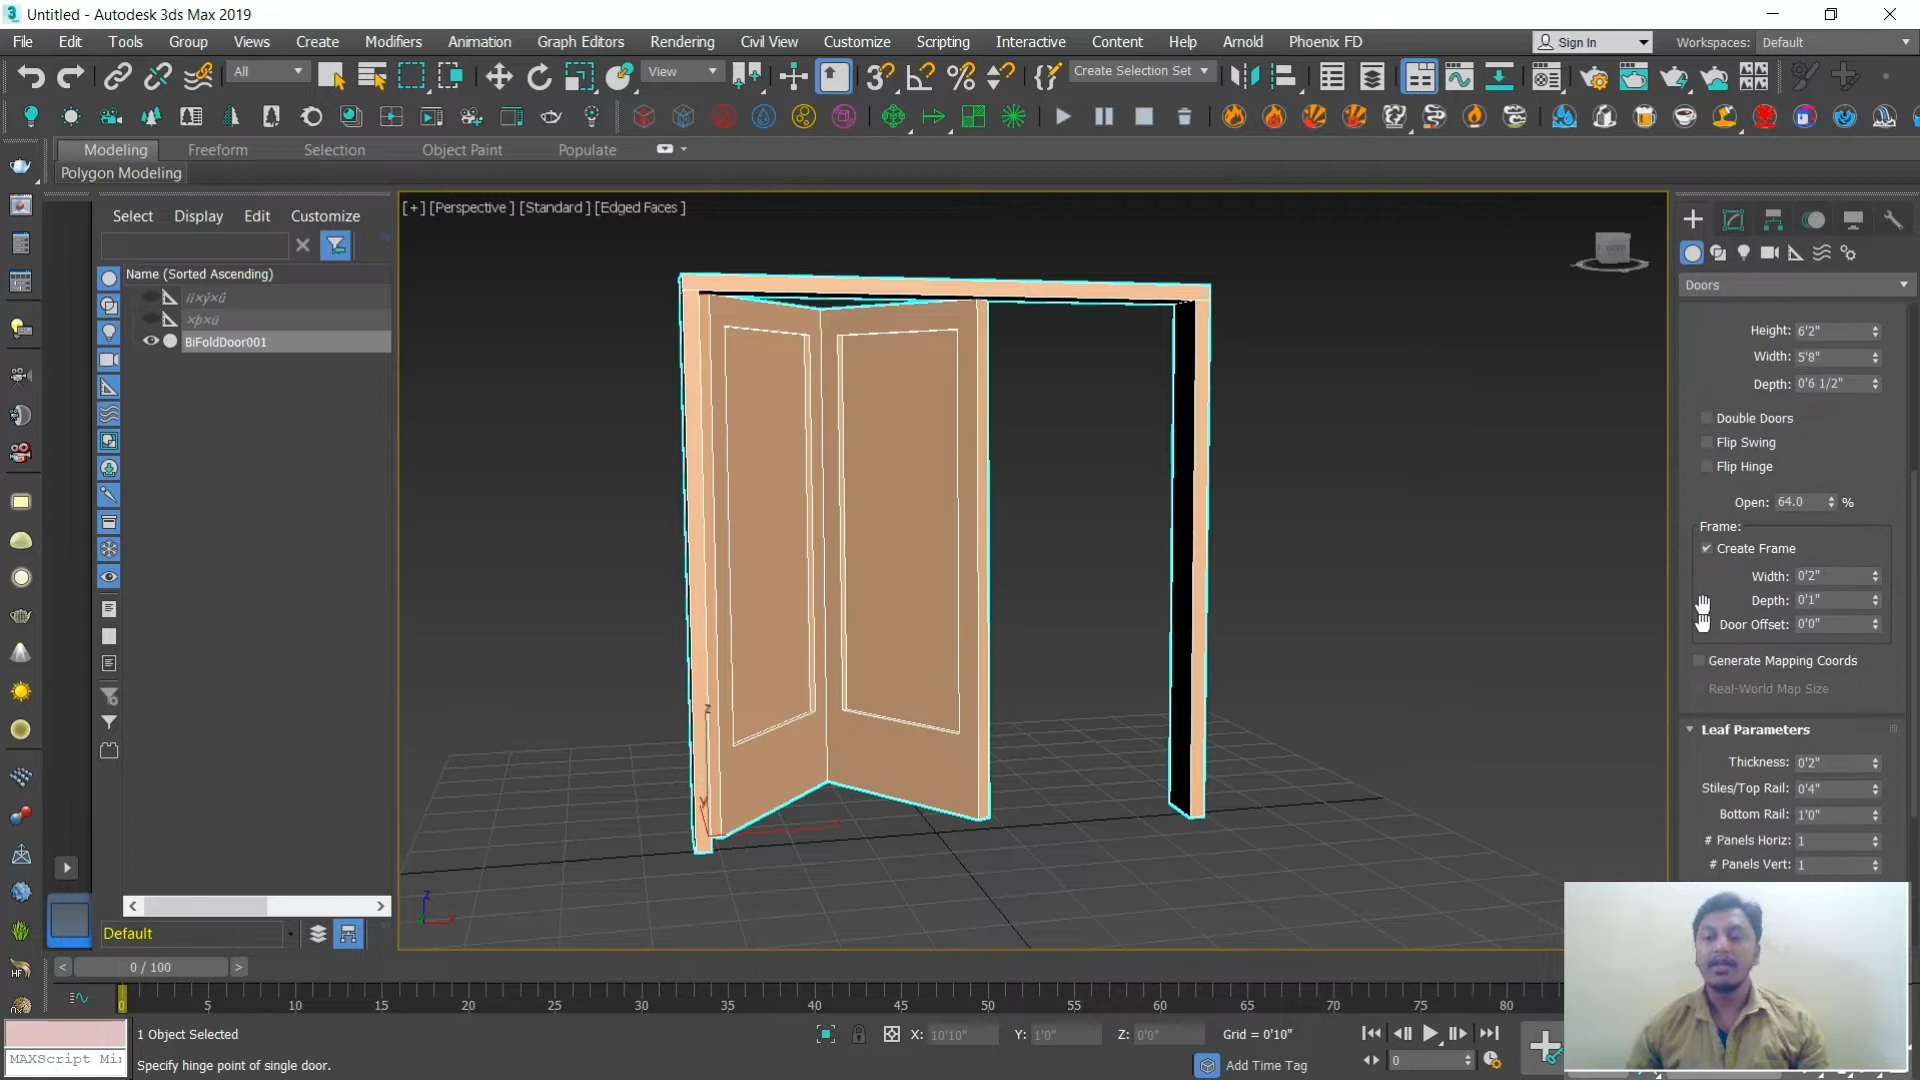 Untitled - Autodesk 3ds Max 2019
File Edit Tools Group Views Create Modifiers Animation Graph Editors Rendering Civil View Customize Scripting Interactive Content Help Arnold Phoenix FD Sign In Workspaces: Default
All View Create Selection Set
Modeling Freeform Selection Object Paint Populate
Polygon Modeling
Select Display Edit Customize
[+] [Perspective ] [Standard ] [Edged Faces ]
Name (Sorted Ascending)
BiFoldDoor001
Doors
Height: 6'2"
Width: 5'8"
Depth: 0'6 1/2"
Double Doors
Flip Swing
Flip Hinge
Open: 64.0 %
Frame:
Create Frame
Width: 0'2"
Depth: 0'1"
Door Offset: 0'0"
Generate Mapping Coords
Real-World Map Size
Leaf Parameters
Thickness: 0'2"
Stiles/Top Rail: 0'4"
Bottom Rail: 1'0"
# Panels Horiz: 1
# Panels Vert: 1
z
y
z
x
Default
< 0 / 100 >
0 5 10 15 20 25 30 35 40 45 50 55 60 65 70 75 80
1 Object Selected X: 10'10" Y: 1'0" Z: 0'0" Grid = 0'10"
MAXScript Mi
Specify hinge point of single door.
Add Time Tag
0